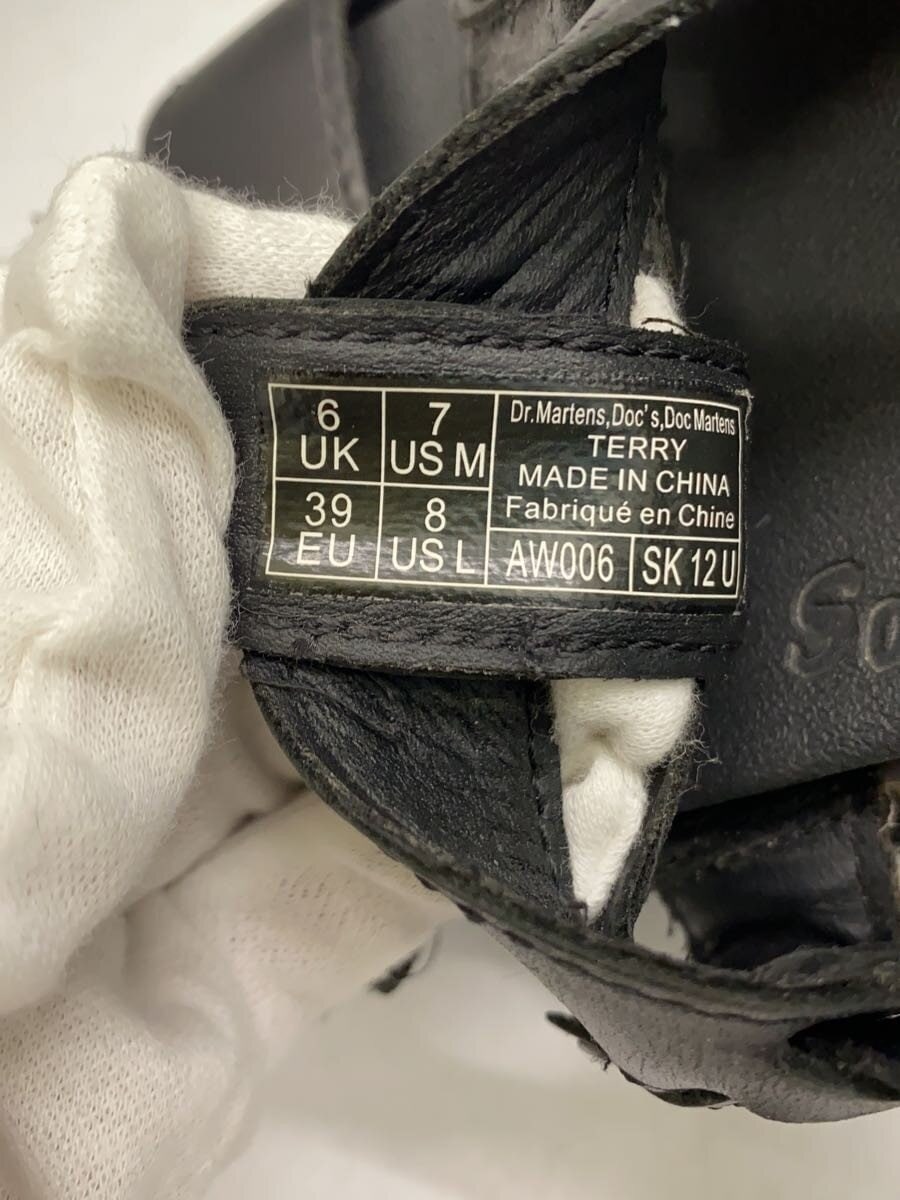 6
UK
7
US M
39
EU
8
US L
Dr.Martens,Doc's,Doc Martens
TERRY
MADE IN CHINA
Fabriqué en Chine
AW006
SK 12 U